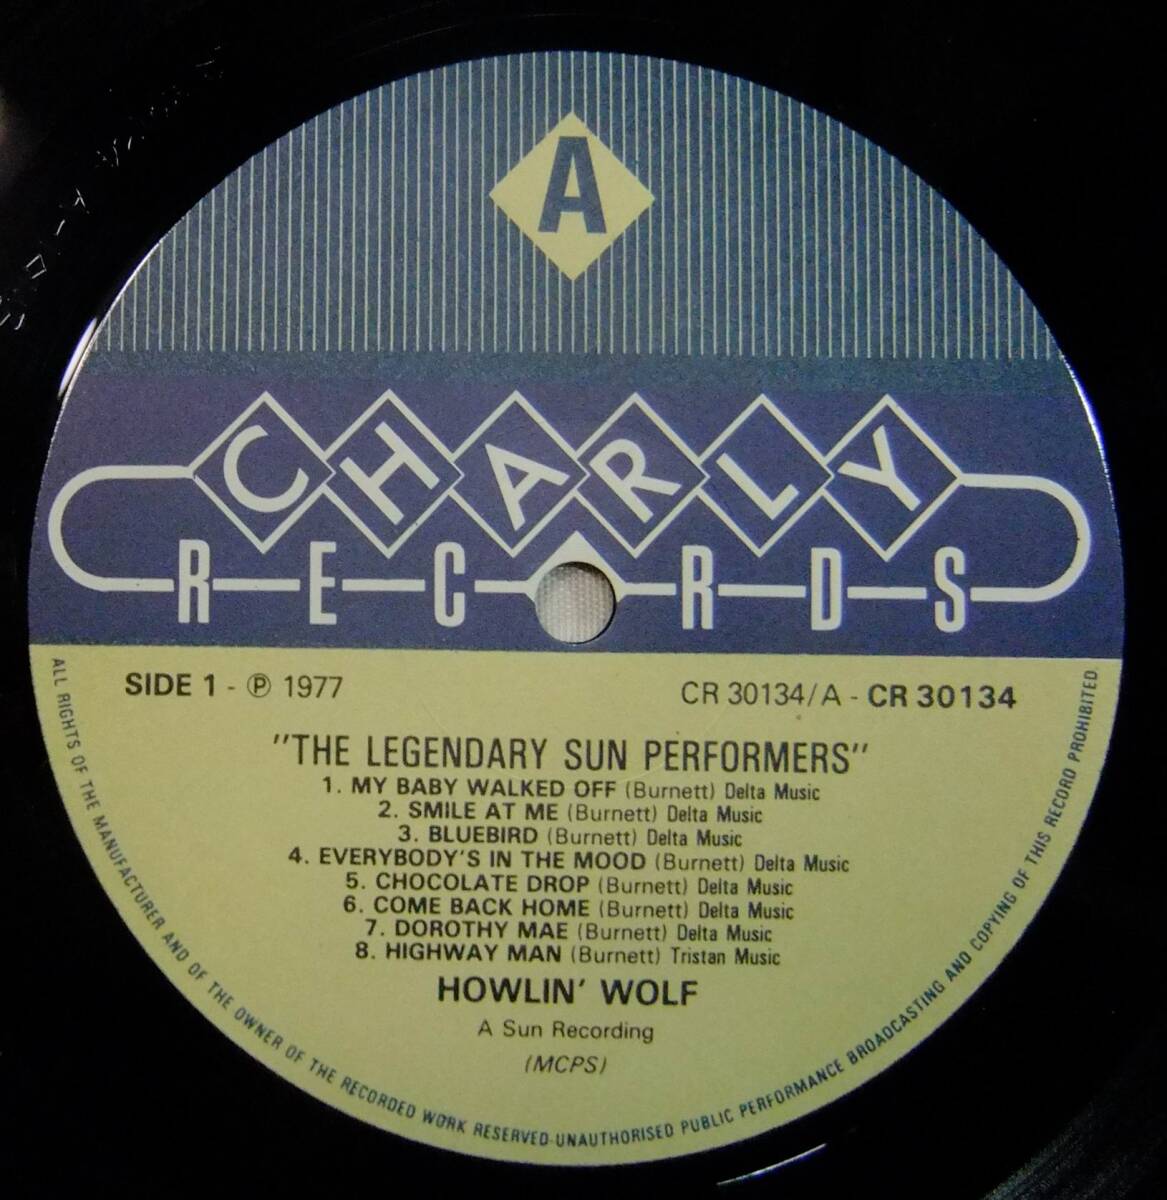 A
CHARLY
RECORDS
SIDE 1 - ℗ 1977
CR 30134/A - CR 30134
"THE LEGENDARY SUN PERFORMERS"
1. MY BABY WALKED OFF (Burnett) Delta Music
2. SMILE AT ME (Burnett) Delta Music
3. BLUEBIRD (Burnett) Delta Music
4. EVERYBODY'S IN THE MOOD (Burnett) Delta Music
5. CHOCOLATE DROP (Burnett) Delta Music
6. COME BACK HOME (Burnett) Delta Music
7. DOROTHY MAE (Burnett) Delta Music
8. HIGHWAY MAN (Burnett) Tristan Music
HOWLIN' WOLF
A Sun Recording
(MCPS)
ALL RIGHTS OF THE MANUFACTURER AND OF THE OWNER OF THE RECORDED WORK RESERVED-UNAUTHORISED PUBLIC PERFORMANCE BROADCASTING AND COPYING OF THIS RECORD PROHIBITED